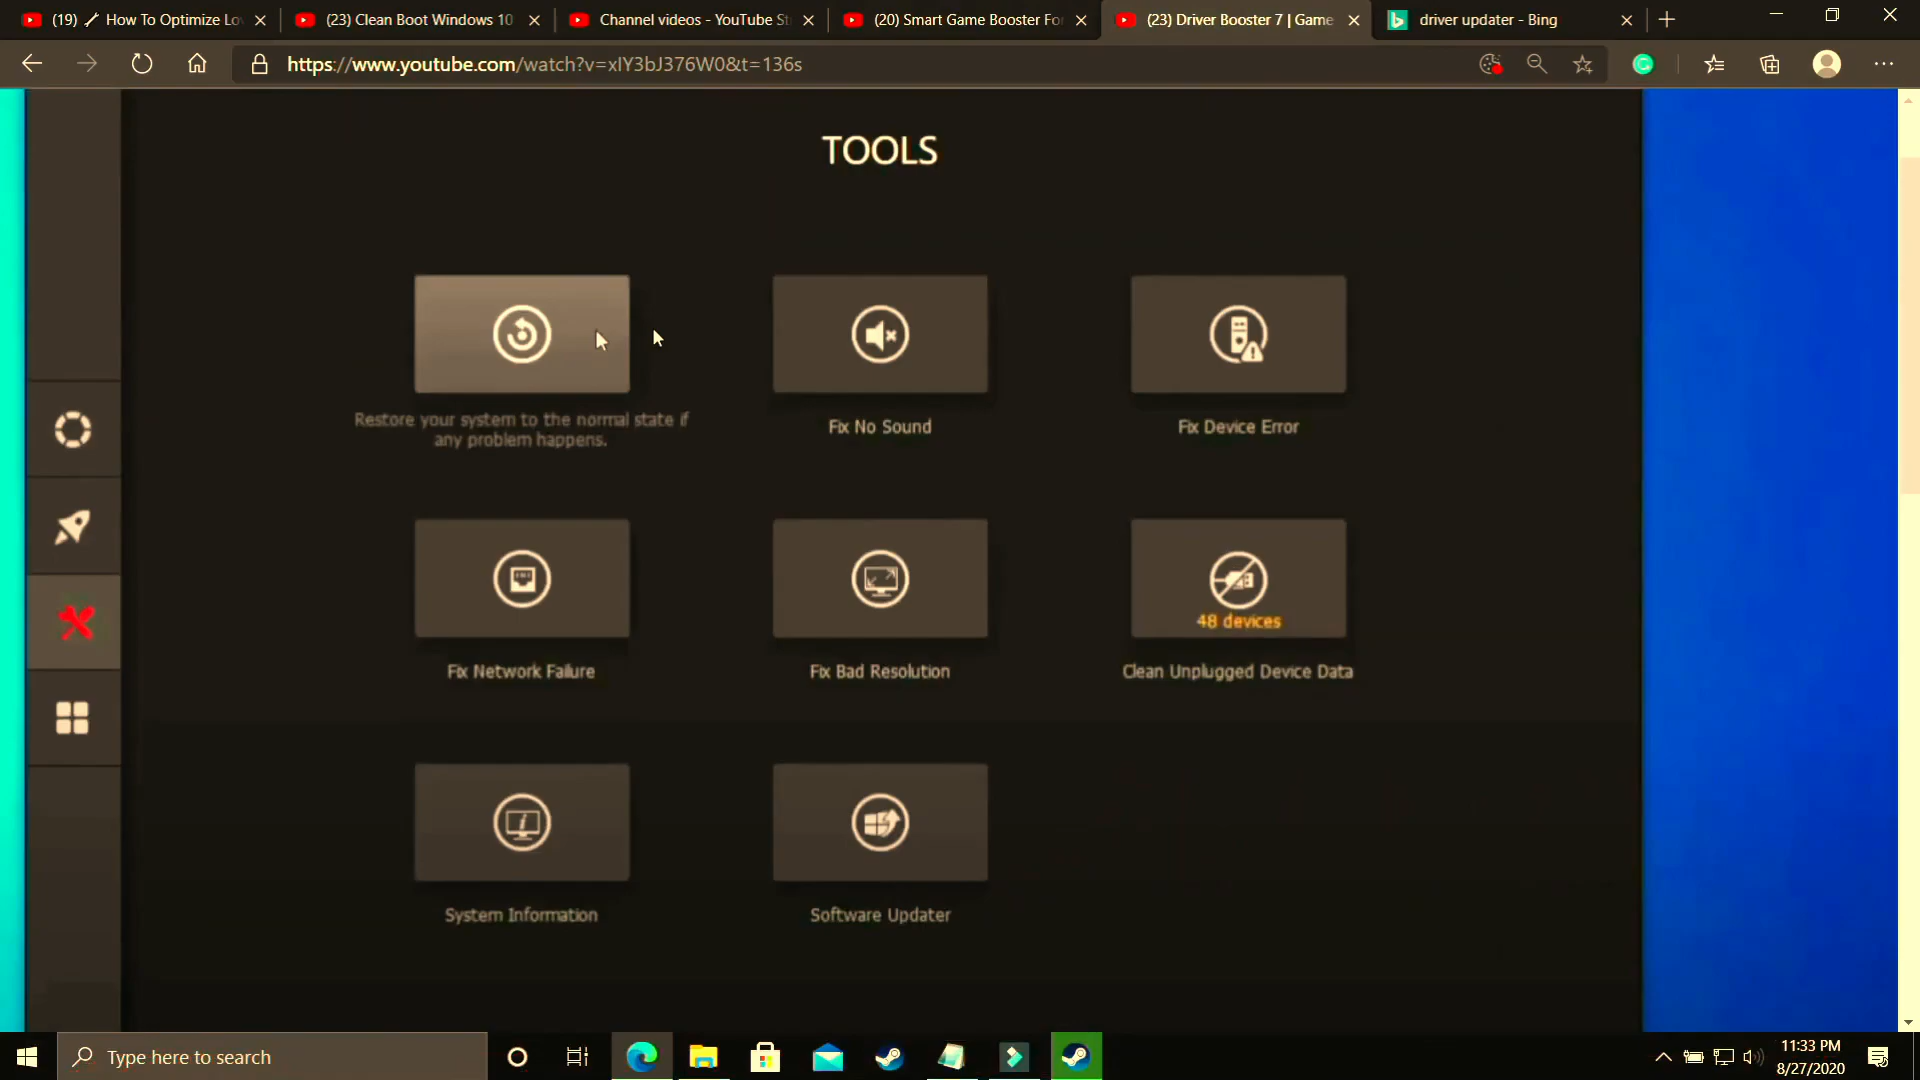 (19) How To Optimize Lo
(23) Clean Boot Windows 10
Channel videos - YouTube St
(20) Smart Game Booster Fo
(23) Driver Booster 7 | Game
driver updater - Bing
https://www.youtube.com/watch?v=xIY3bJ376W0&t=136s
TOOLS
Restore your system to the normal state if
any problem happens.
Fix No Sound
Fix Device Error
48 devices
Fix Network Failure
Fix Bad Resolution
Clean Unplugged Device Data
System Information
Software Updater
Type here to search
11:33 PM
8/27/2020